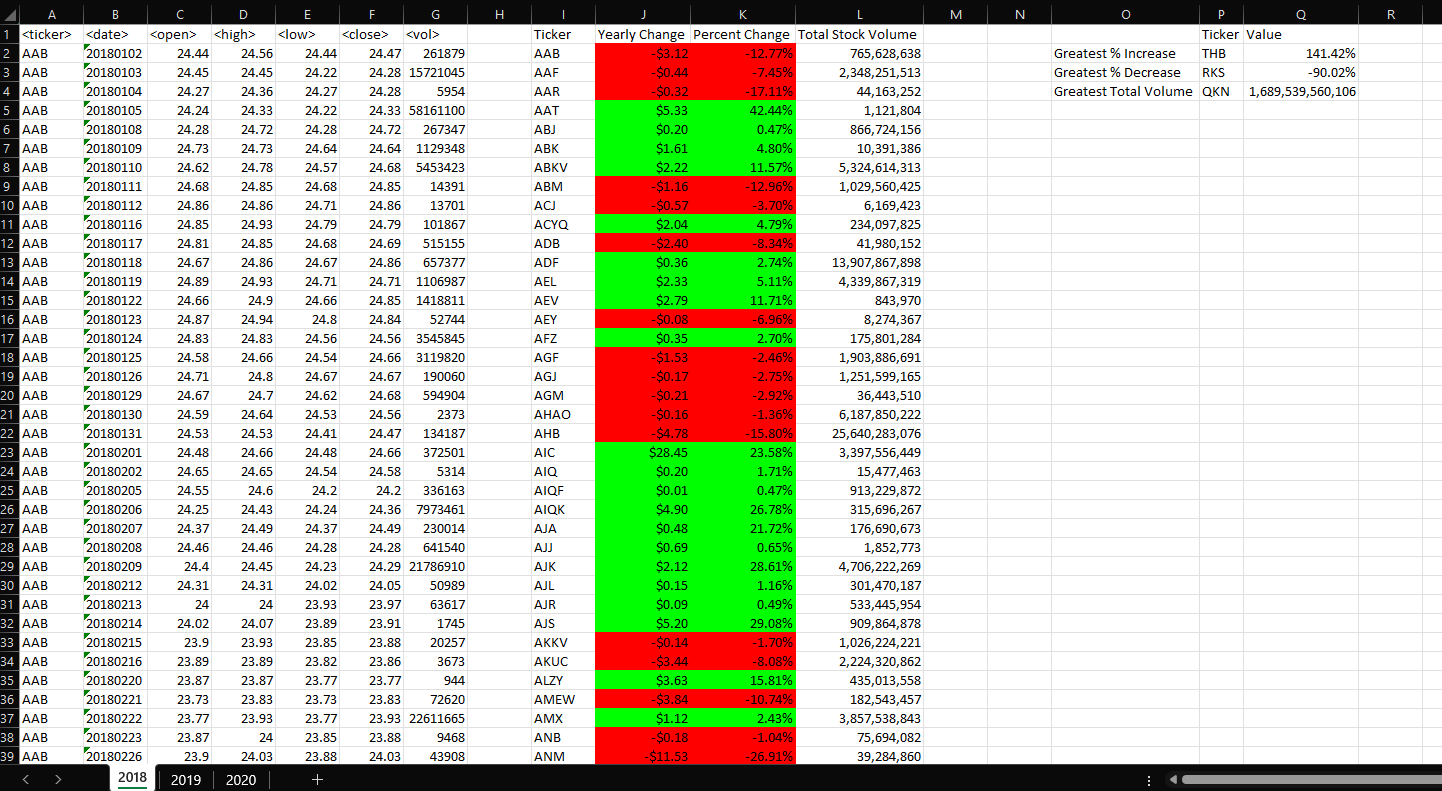 A B C D E F G H I J K L M N O P Q R
1 <ticker> <date> <open> <high> <low> <close> <vol> Ticker Yearly Change Percent Change Total Stock Volume Ticker Value
2 AAB 20180102 24.44 24.56 24.44 24.47 261879 AAB -$3.12 -12.77% 765,628,638 Greatest % Increase THB 141.42%
3 AAB 20180103 24.45 24.45 24.22 24.28 15721045 AAF -$0.44 -7.45% 2,348,251,513 Greatest % Decrease RKS -90.02%
4 AAB 20180104 24.27 24.36 24.27 24.28 5954 AAR -$0.32 -17.11% 44,163,252 Greatest Total Volume QKN 1,689,539,560,106
5 AAB 20180105 24.24 24.33 24.22 24.33 58161100 AAT $5.33 42.44% 1,121,804
6 AAB 20180108 24.28 24.72 24.28 24.72 267347 ABJ $0.20 0.47% 866,724,156
7 AAB 20180109 24.73 24.73 24.64 24.64 1129348 ABK $1.61 4.80% 10,391,386
8 AAB 20180110 24.62 24.78 24.57 24.68 5453423 ABKV $2.22 11.57% 5,324,614,313
9 AAB 20180111 24.68 24.85 24.68 24.85 14391 ABM -$1.16 -12.96% 1,029,560,425
10 AAB 20180112 24.86 24.86 24.71 24.86 13701 ACJ -$0.57 -3.70% 6,169,423
11 AAB 20180116 24.85 24.93 24.79 24.79 101867 ACYQ $2.04 4.79% 234,097,825
12 AAB 20180117 24.81 24.85 24.68 24.69 515155 ADB -$2.40 -8.34% 41,980,152
13 AAB 20180118 24.67 24.86 24.67 24.86 657377 ADF $0.36 2.74% 13,907,867,898
14 AAB 20180119 24.89 24.93 24.71 24.71 1106987 AEL $2.33 5.11% 4,339,867,319
15 AAB 20180122 24.66 24.9 24.66 24.85 1418811 AEV $2.79 11.71% 843,970
16 AAB 20180123 24.87 24.94 24.8 24.84 52744 AEY -$0.08 -6.96% 8,274,367
17 AAB 20180124 24.83 24.83 24.56 24.56 3545845 AFZ $0.35 2.70% 175,801,284
18 AAB 20180125 24.58 24.66 24.54 24.66 3119820 AGF -$1.53 -2.46% 1,903,886,691
19 AAB 20180126 24.71 24.8 24.67 24.67 190060 AGJ -$0.17 -2.75% 1,251,599,165
20 AAB 20180129 24.67 24.7 24.62 24.68 594904 AGM -$0.21 -2.92% 36,443,510
21 AAB 20180130 24.59 24.64 24.53 24.56 2373 AHAO -$0.16 -1.36% 6,187,850,222
22 AAB 20180131 24.53 24.53 24.41 24.47 134187 AHB -$4.78 -15.80% 25,640,283,076
23 AAB 20180201 24.48 24.66 24.48 24.66 372501 AIC $28.45 23.58% 3,397,556,449
24 AAB 20180202 24.65 24.65 24.54 24.58 5314 AIQ $0.20 1.71% 15,477,463
25 AAB 20180205 24.55 24.6 24.2 24.2 336163 AIQF $0.01 0.47% 913,229,872
26 AAB 20180206 24.25 24.43 24.24 24.36 7973461 AIQK $4.90 26.78% 315,696,267
27 AAB 20180207 24.37 24.49 24.37 24.49 230014 AJA $0.48 21.72% 176,690,673
28 AAB 20180208 24.46 24.46 24.28 24.28 641540 AJJ $0.69 0.65% 1,852,773
29 AAB 20180209 24.4 24.45 24.23 24.29 21786910 AJK $2.12 28.61% 4,706,222,269
30 AAB 20180212 24.31 24.31 24.02 24.05 50989 AJL $0.15 1.16% 301,470,187
31 AAB 20180213 24 24 23.93 23.97 63617 AJR $0.09 0.49% 533,445,954
32 AAB 20180214 24.02 24.07 23.89 23.91 1745 AJS $5.20 29.08% 909,864,878
33 AAB 20180215 23.9 23.93 23.85 23.88 20257 AKKV -$0.14 -1.70% 1,026,224,221
34 AAB 20180216 23.89 23.89 23.82 23.86 3673 AKUC -$3.44 -8.08% 2,224,320,862
35 AAB 20180220 23.87 23.87 23.77 23.77 944 ALZY $3.63 15.81% 435,013,558
36 AAB 20180221 23.73 23.83 23.73 23.83 72620 AMEW -$3.84 -10.74% 182,543,457
37 AAB 20180222 23.77 23.93 23.77 23.93 22611665 AMX $1.12 2.43% 3,857,538,843
38 AAB 20180223 23.87 24 23.85 23.88 9468 ANB -$0.18 -1.04% 75,694,082
39 AAB 20180226 23.9 24.03 23.88 24.03 43908 ANM -$11.53 -26.91% 39,284,860
2018 2019 2020 +